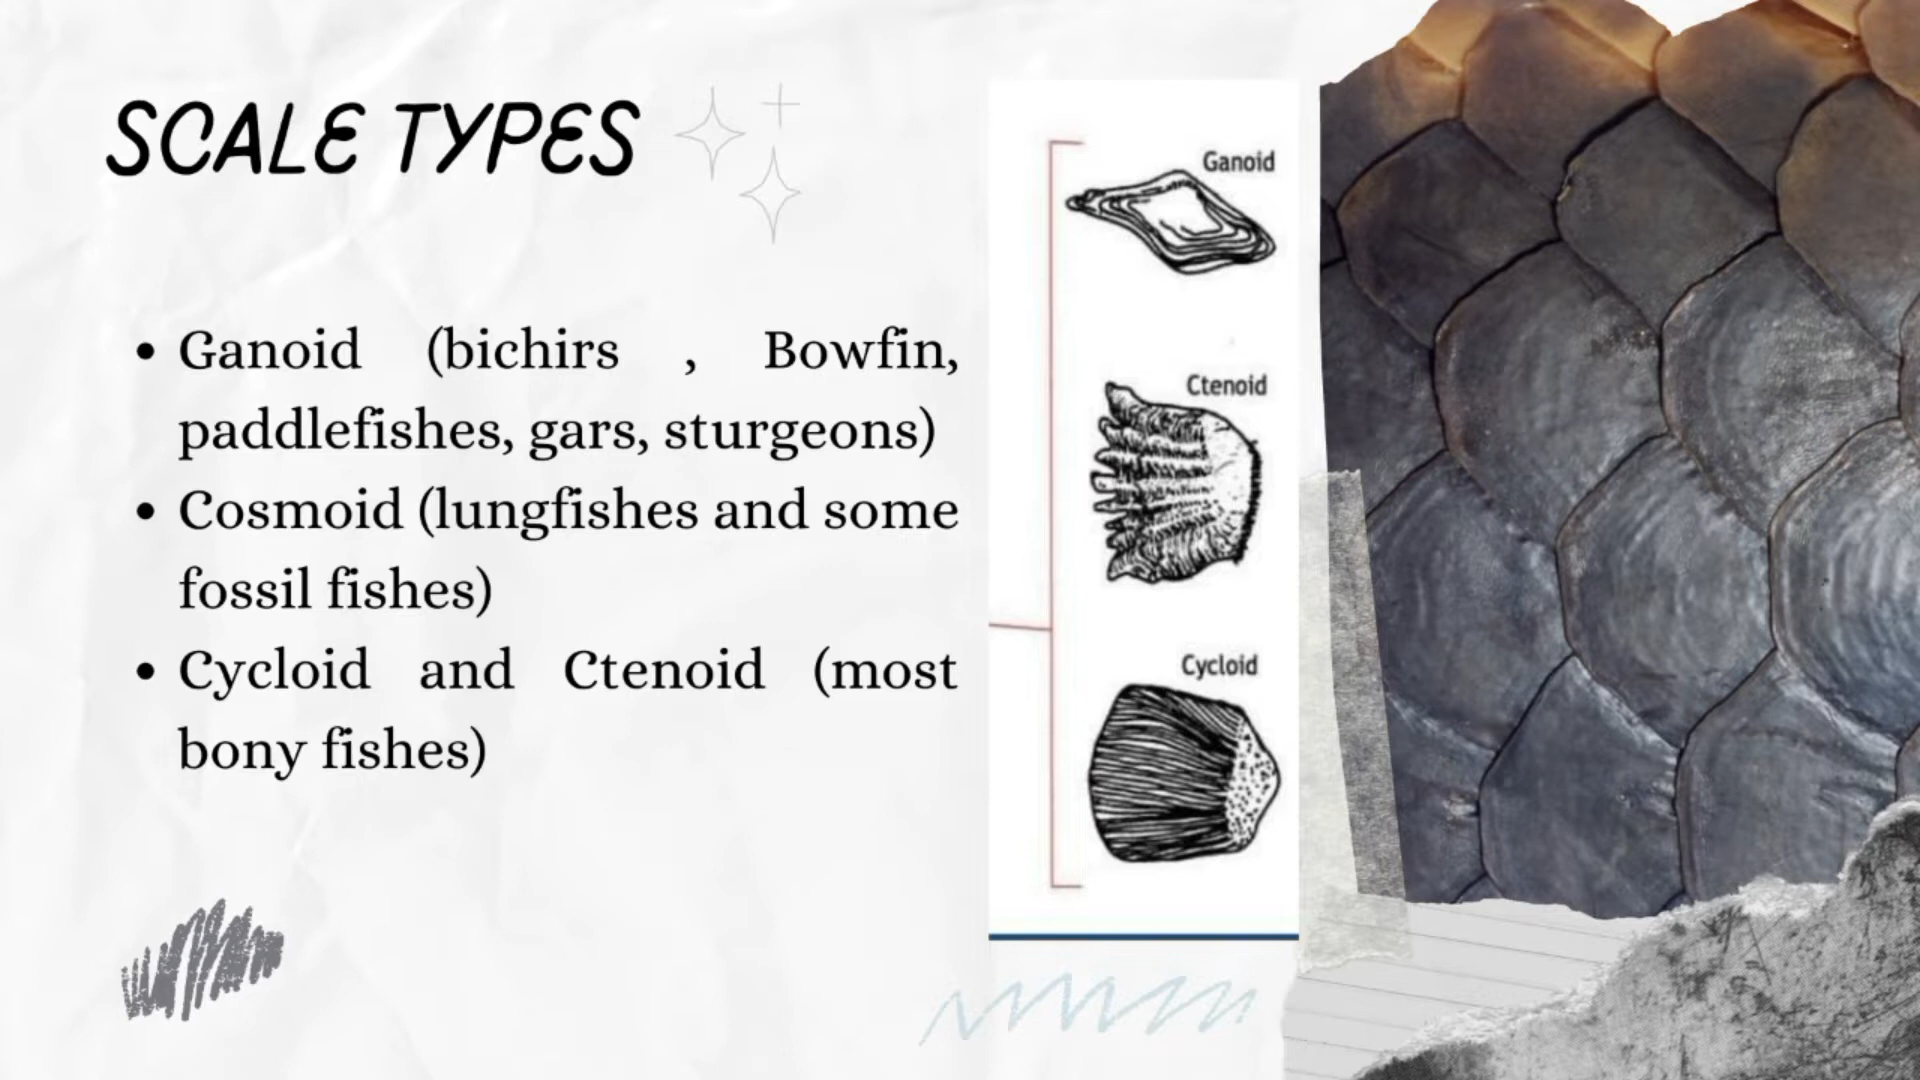 SCALE TYPES
• Ganoid (bichirs , Bowfin,
paddlefishes, gars, sturgeons)
• Cosmoid (lungfishes and some
fossil fishes)
• Cycloid and Ctenoid (most
bony fishes)
Ganoid
Ctenoid
Cycloid